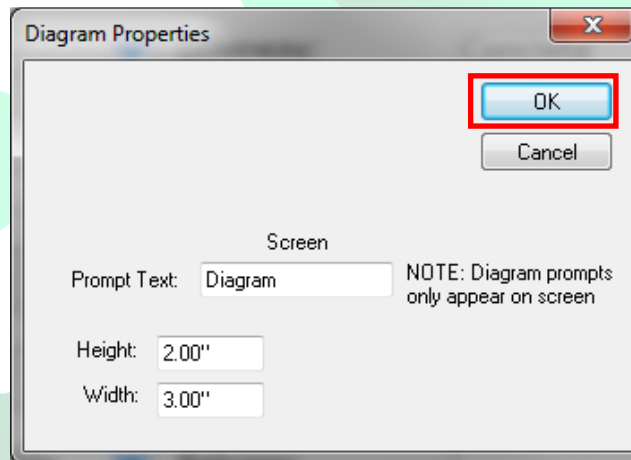 Diagram Properties
X
OK
Cancel
Screen
Prompt Text: Diagram
NOTE: Diagram prompts
only appear on screen
Height: 2.00"
Width: 3.00"